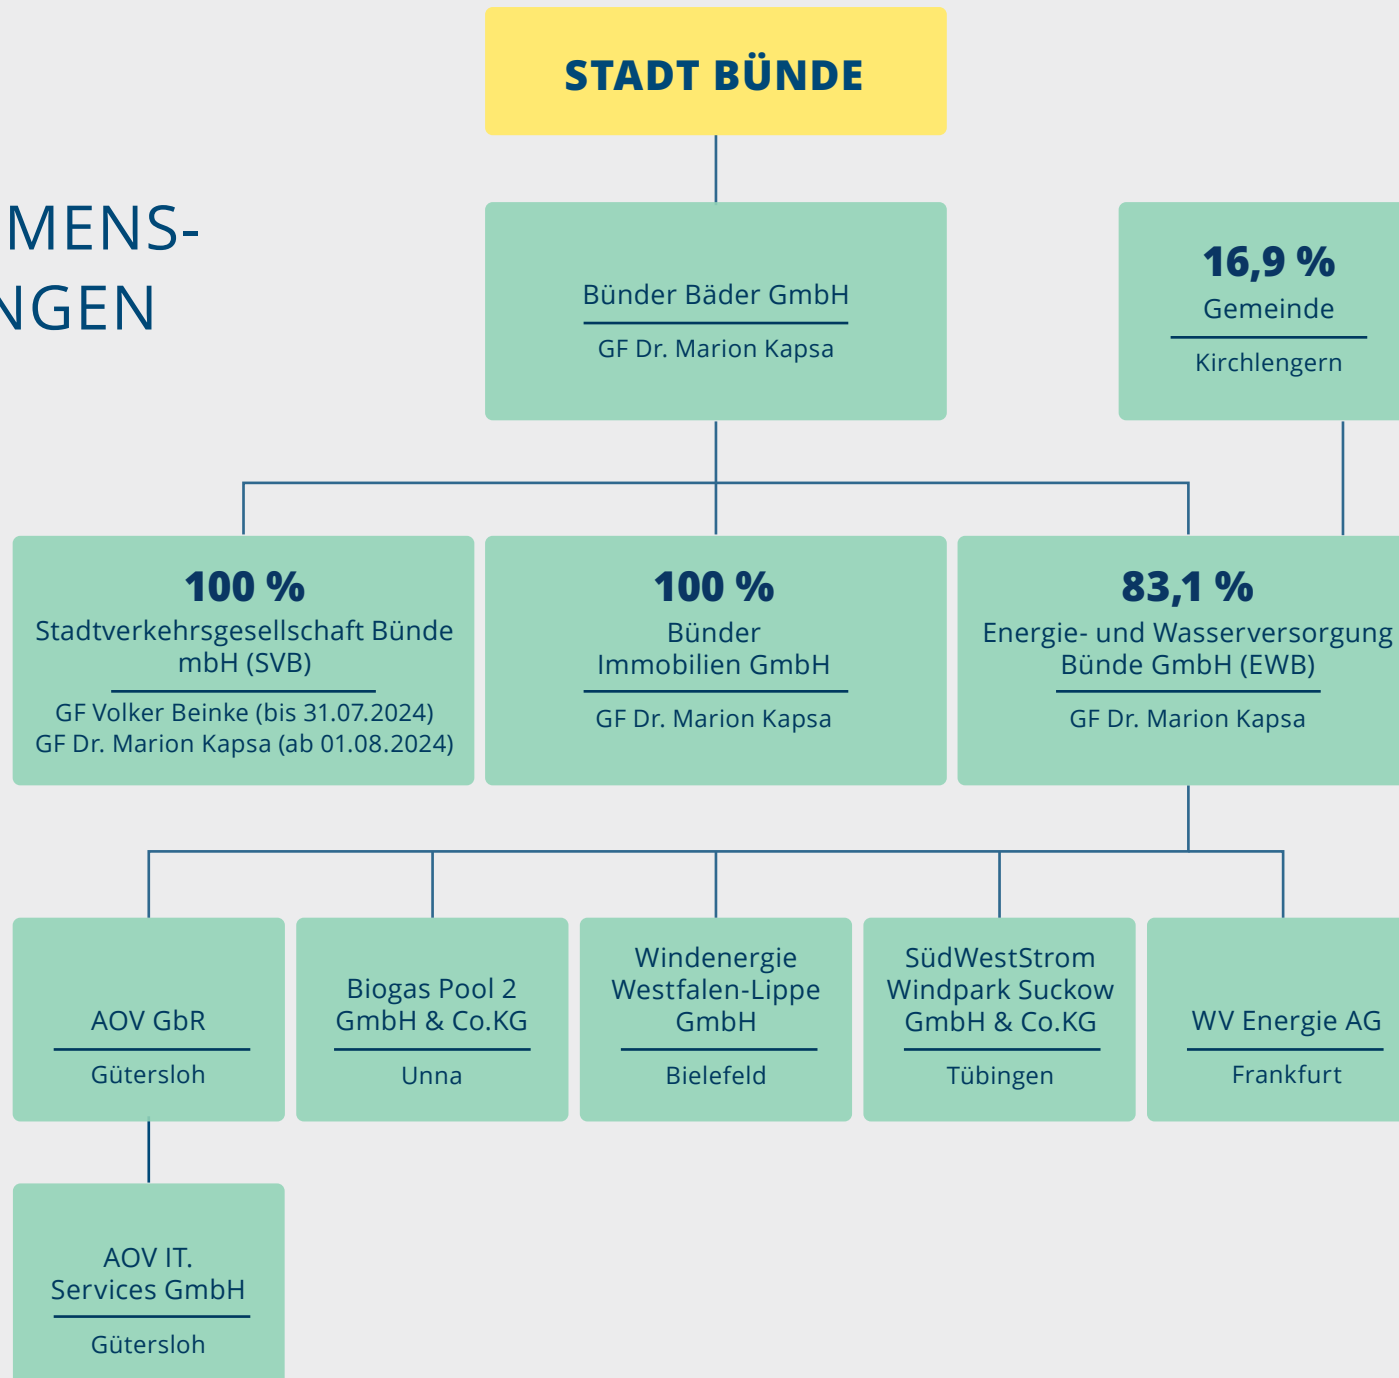 STADT BÜNDE
MENS-
NGEN
Bünder Bäder GmbH
GF Dr. Marion Kapsa
16,9 %
Gemeinde
Kirchlengern
100 %
Stadtverkehrsgesellschaft Bünde
mbH (SVB)
GF Volker Beinke (bis 31.07.2024)
GF Dr. Marion Kapsa (ab 01.08.2024)
100 %
Bünder
Immobilien GmbH
GF Dr. Marion Kapsa
83,1 %
Energie- und Wasserversorgung
Bünde GmbH (EWB)
GF Dr. Marion Kapsa
AOV GbR
Gütersloh
Biogas Pool 2
GmbH & Co.KG
Unna
Windenergie
Westfalen-Lippe
GmbH
Bielefeld
SüdWestStrom
Windpark Suckow
GmbH & Co.KG
Tübingen
WV Energie AG
Frankfurt
AOV IT.
Services GmbH
Gütersloh